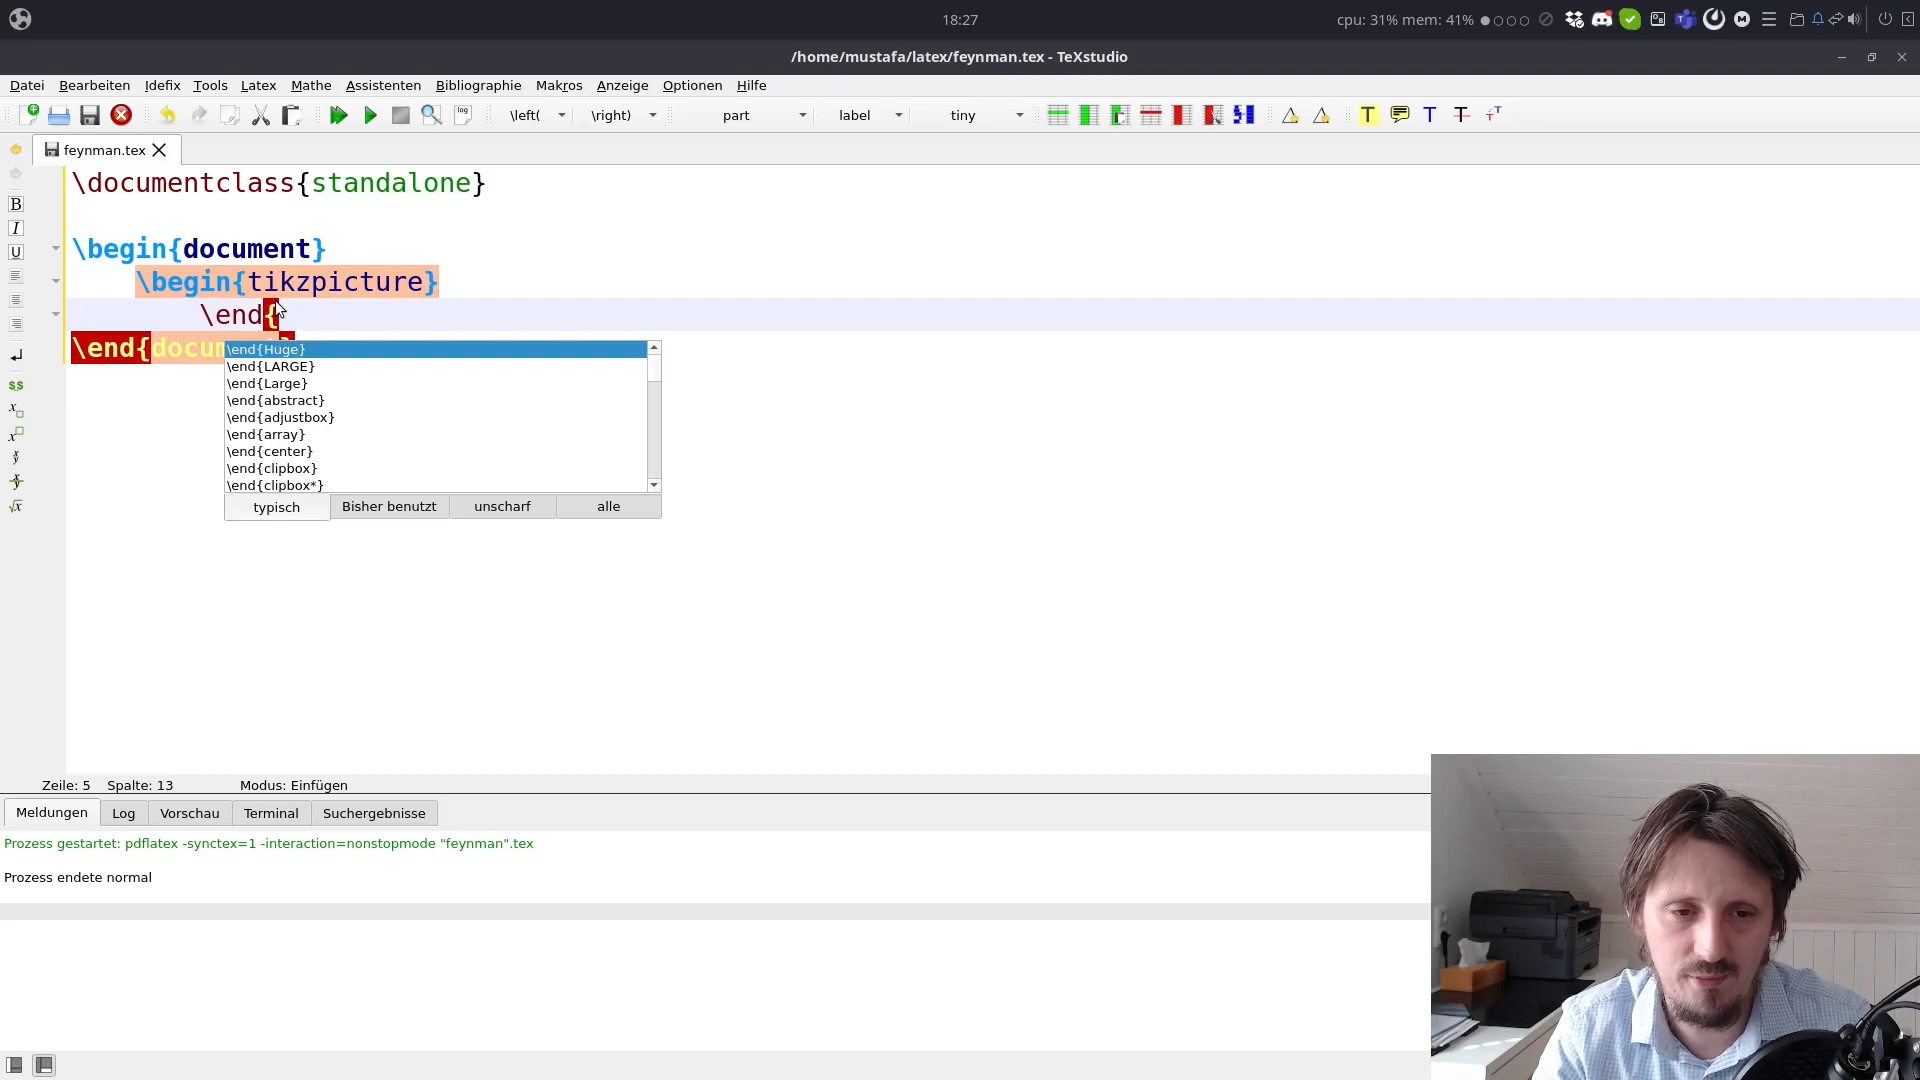 18:27
cpu: 31% mem: 41%
/home/mustafa/latex/feynman.tex - TeXstudio
Datei Bearbeiten Idefix Tools Latex Mathe Assistenten Bibliographie Makros Anzeige Optionen Hilfe
\left( \right) part label tiny
feynman.tex
\documentclass{standalone}
\begin{document}
\begin{tikzpicture}
\end{
\end{docum
\end{Huge}
\end{LARGE}
\end{Large}
\end{abstract}
\end{adjustbox}
\end{array}
\end{center}
\end{clipbox}
\end{clipbox*}
typisch Bisher benutzt unscharf alle
Zeile: 5 Spalte: 13 Modus: Einfügen
Meldungen Log Vorschau Terminal Suchergebnisse
Prozess gestartet: pdflatex -synctex=1 -interaction=nonstopmode "feynman".tex
Prozess endete normal